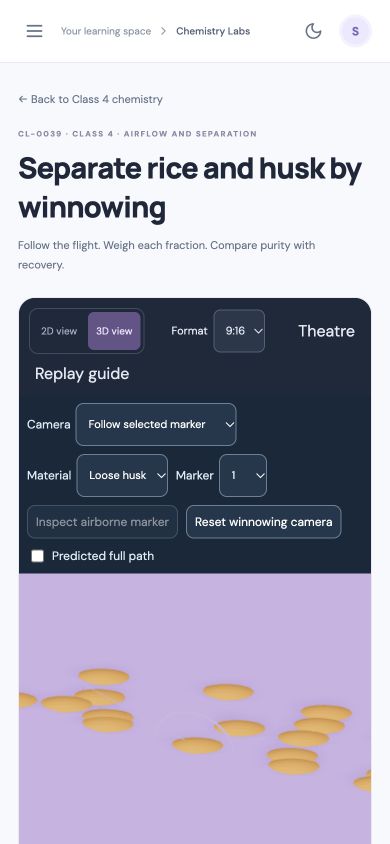 Your learning space > Chemistry Labs
S
← Back to Class 4 chemistry
CL-0039 · CLASS 4 · AIRFLOW AND SEPARATION
Separate rice and husk by
winnowing
Follow the flight. Weigh each fraction. Compare purity with
recovery.
2D view 3D view Format 9:16 Theatre
Replay guide
Camera Follow selected marker
Material Loose husk Marker 1
Inspect airborne marker Reset winnowing camera
Predicted full path